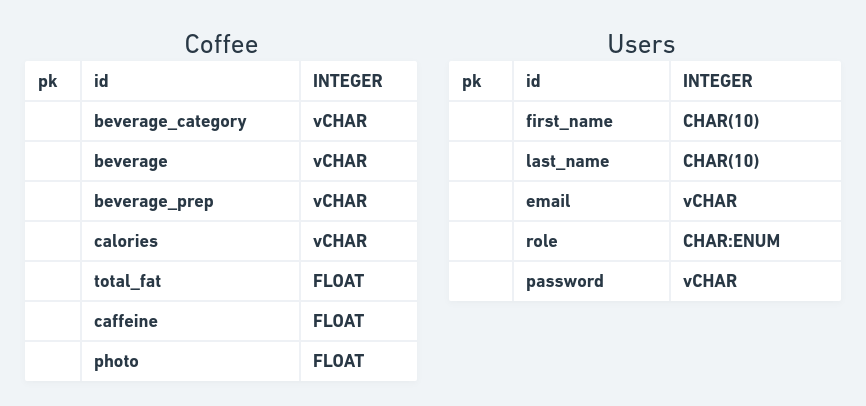 Coffee
pk id INTEGER
beverage_category vCHAR
beverage vCHAR
beverage_prep vCHAR
calories vCHAR
total_fat FLOAT
caffeine FLOAT
photo FLOAT
Users
pk id INTEGER
first_name CHAR(10)
last_name CHAR(10)
email vCHAR
role CHAR:ENUM
password vCHAR